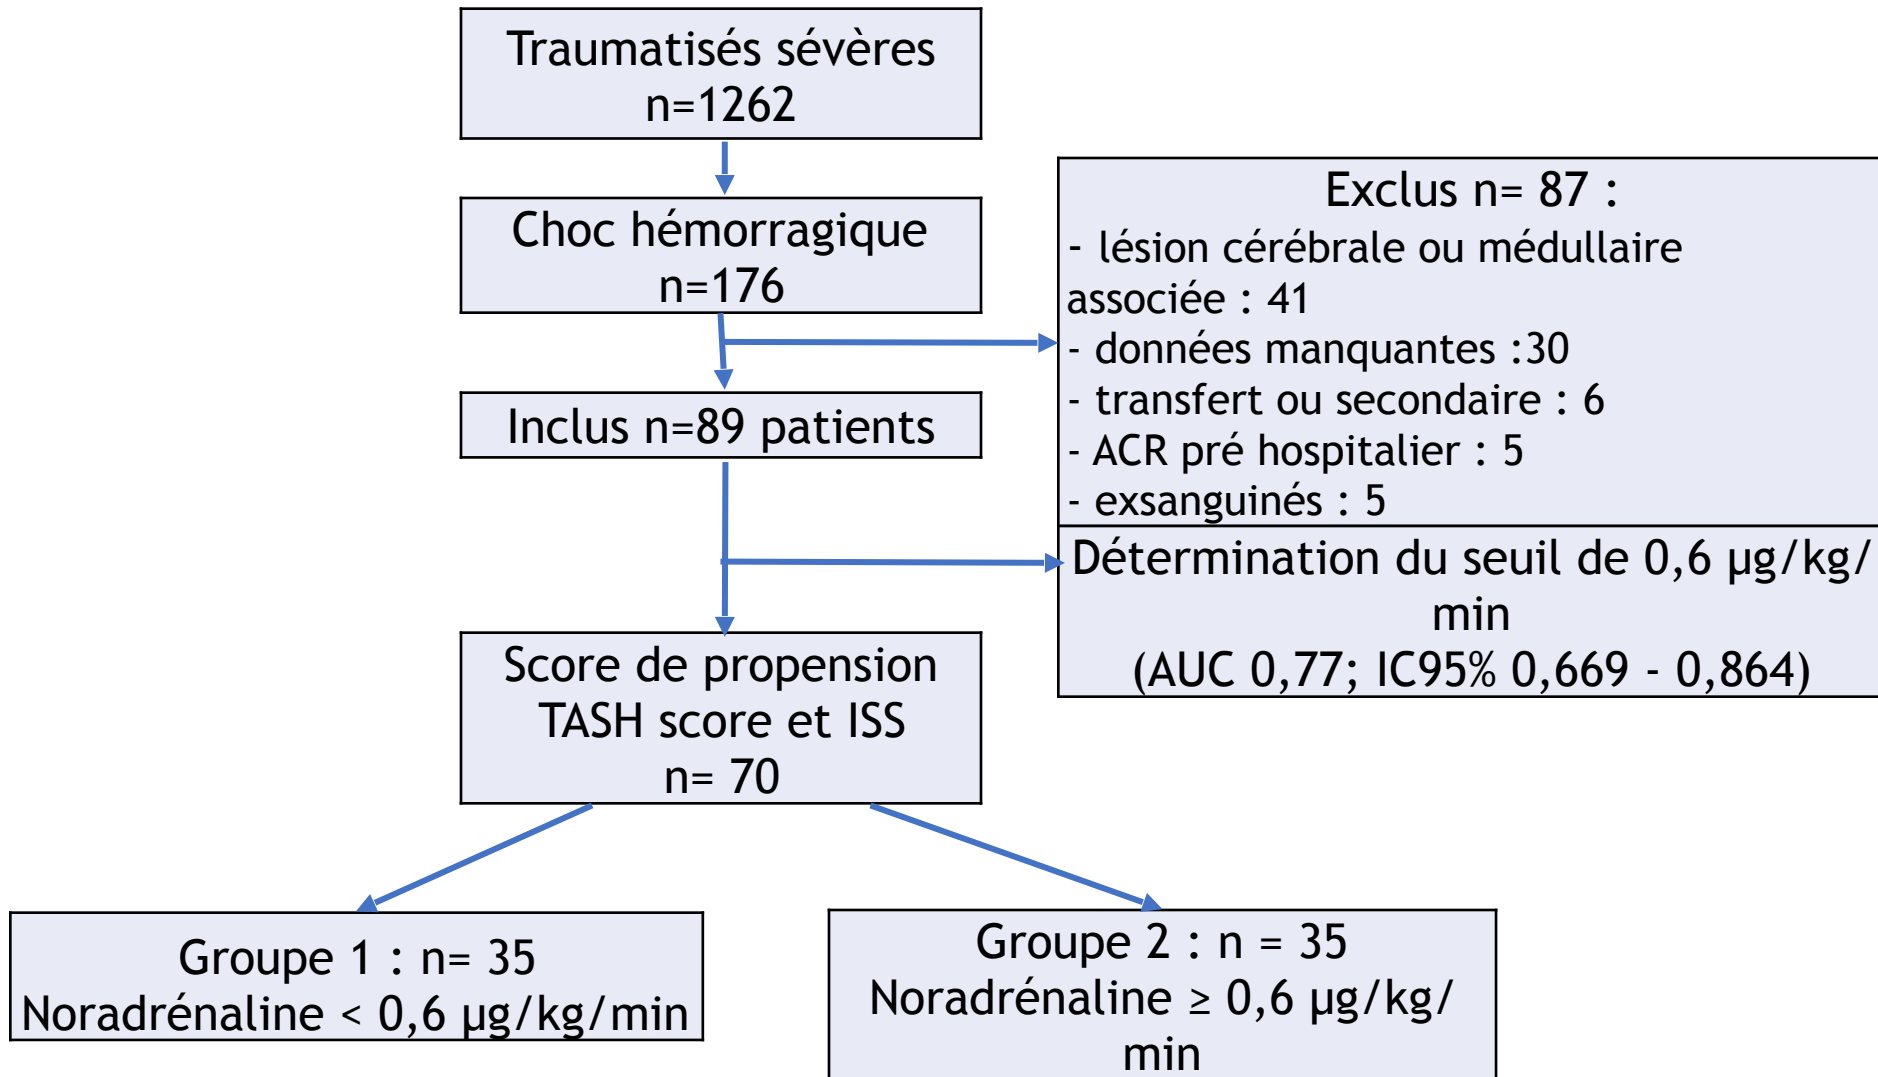 Traumatisés sévères
n=1262
Choc hémorragique
n=176
Exclus n= 87 :
- lésion cérébrale ou médullaire
associée : 41
- données manquantes :30
- transfert ou secondaire : 6
- ACR pré hospitalier : 5
- exsanguinés : 5
Inclus n=89 patients
Détermination du seuil de 0,6 µg/kg/
min
(AUC 0,77; IC95% 0,669 - 0,864)
Score de propension
TASH score et ISS
n= 70
Groupe 1 : n= 35
Noradrénaline < 0,6 µg/kg/min
Groupe 2 : n = 35
Noradrénaline ≥ 0,6 µg/kg/
min